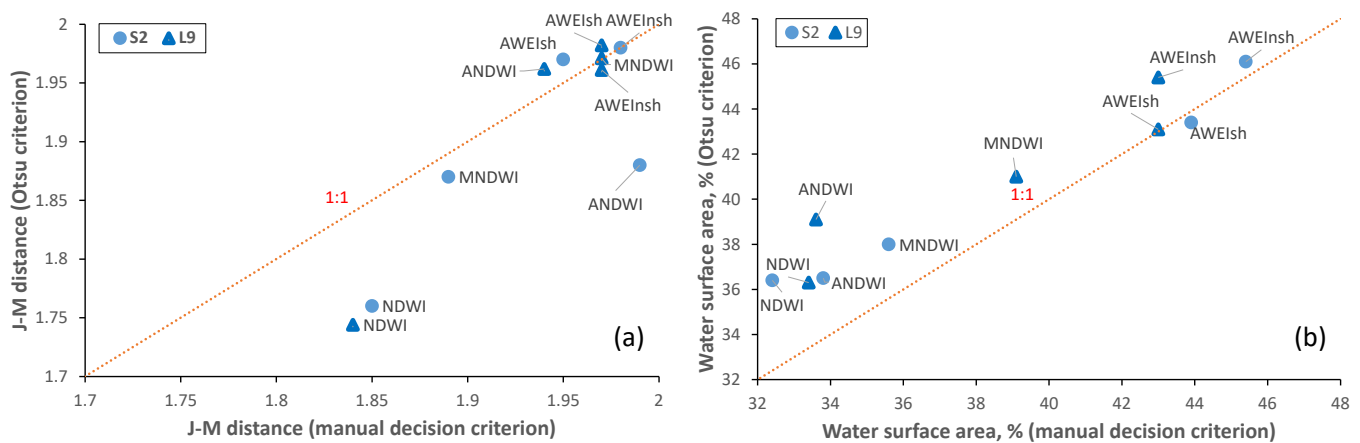 S2 L9
AWEIsh AWEInsh
AWEIsh
ANDWI
MNDWI
AWEInsh
MNDWI
ANDWI
1:1
NDWI
NDWI
(a)
2
1.95
1.9
1.85
1.8
1.75
1.7
1.7 1.75 1.8 1.85 1.9 1.95 2
J-M distance (Otsu criterion)
J-M distance (manual decision criterion)
S2 L9
AWEInsh
AWEInsh
AWEIsh
AWEIsh
MNDWI
1:1
ANDWI
MNDWI
NDWI
ANDWI
NDWI
(b)
48
46
44
42
40
38
36
34
32
32 34 36 38 40 42 44 46 48
Water surface area, % (Otsu criterion)
Water surface area, % (manual decision criterion)